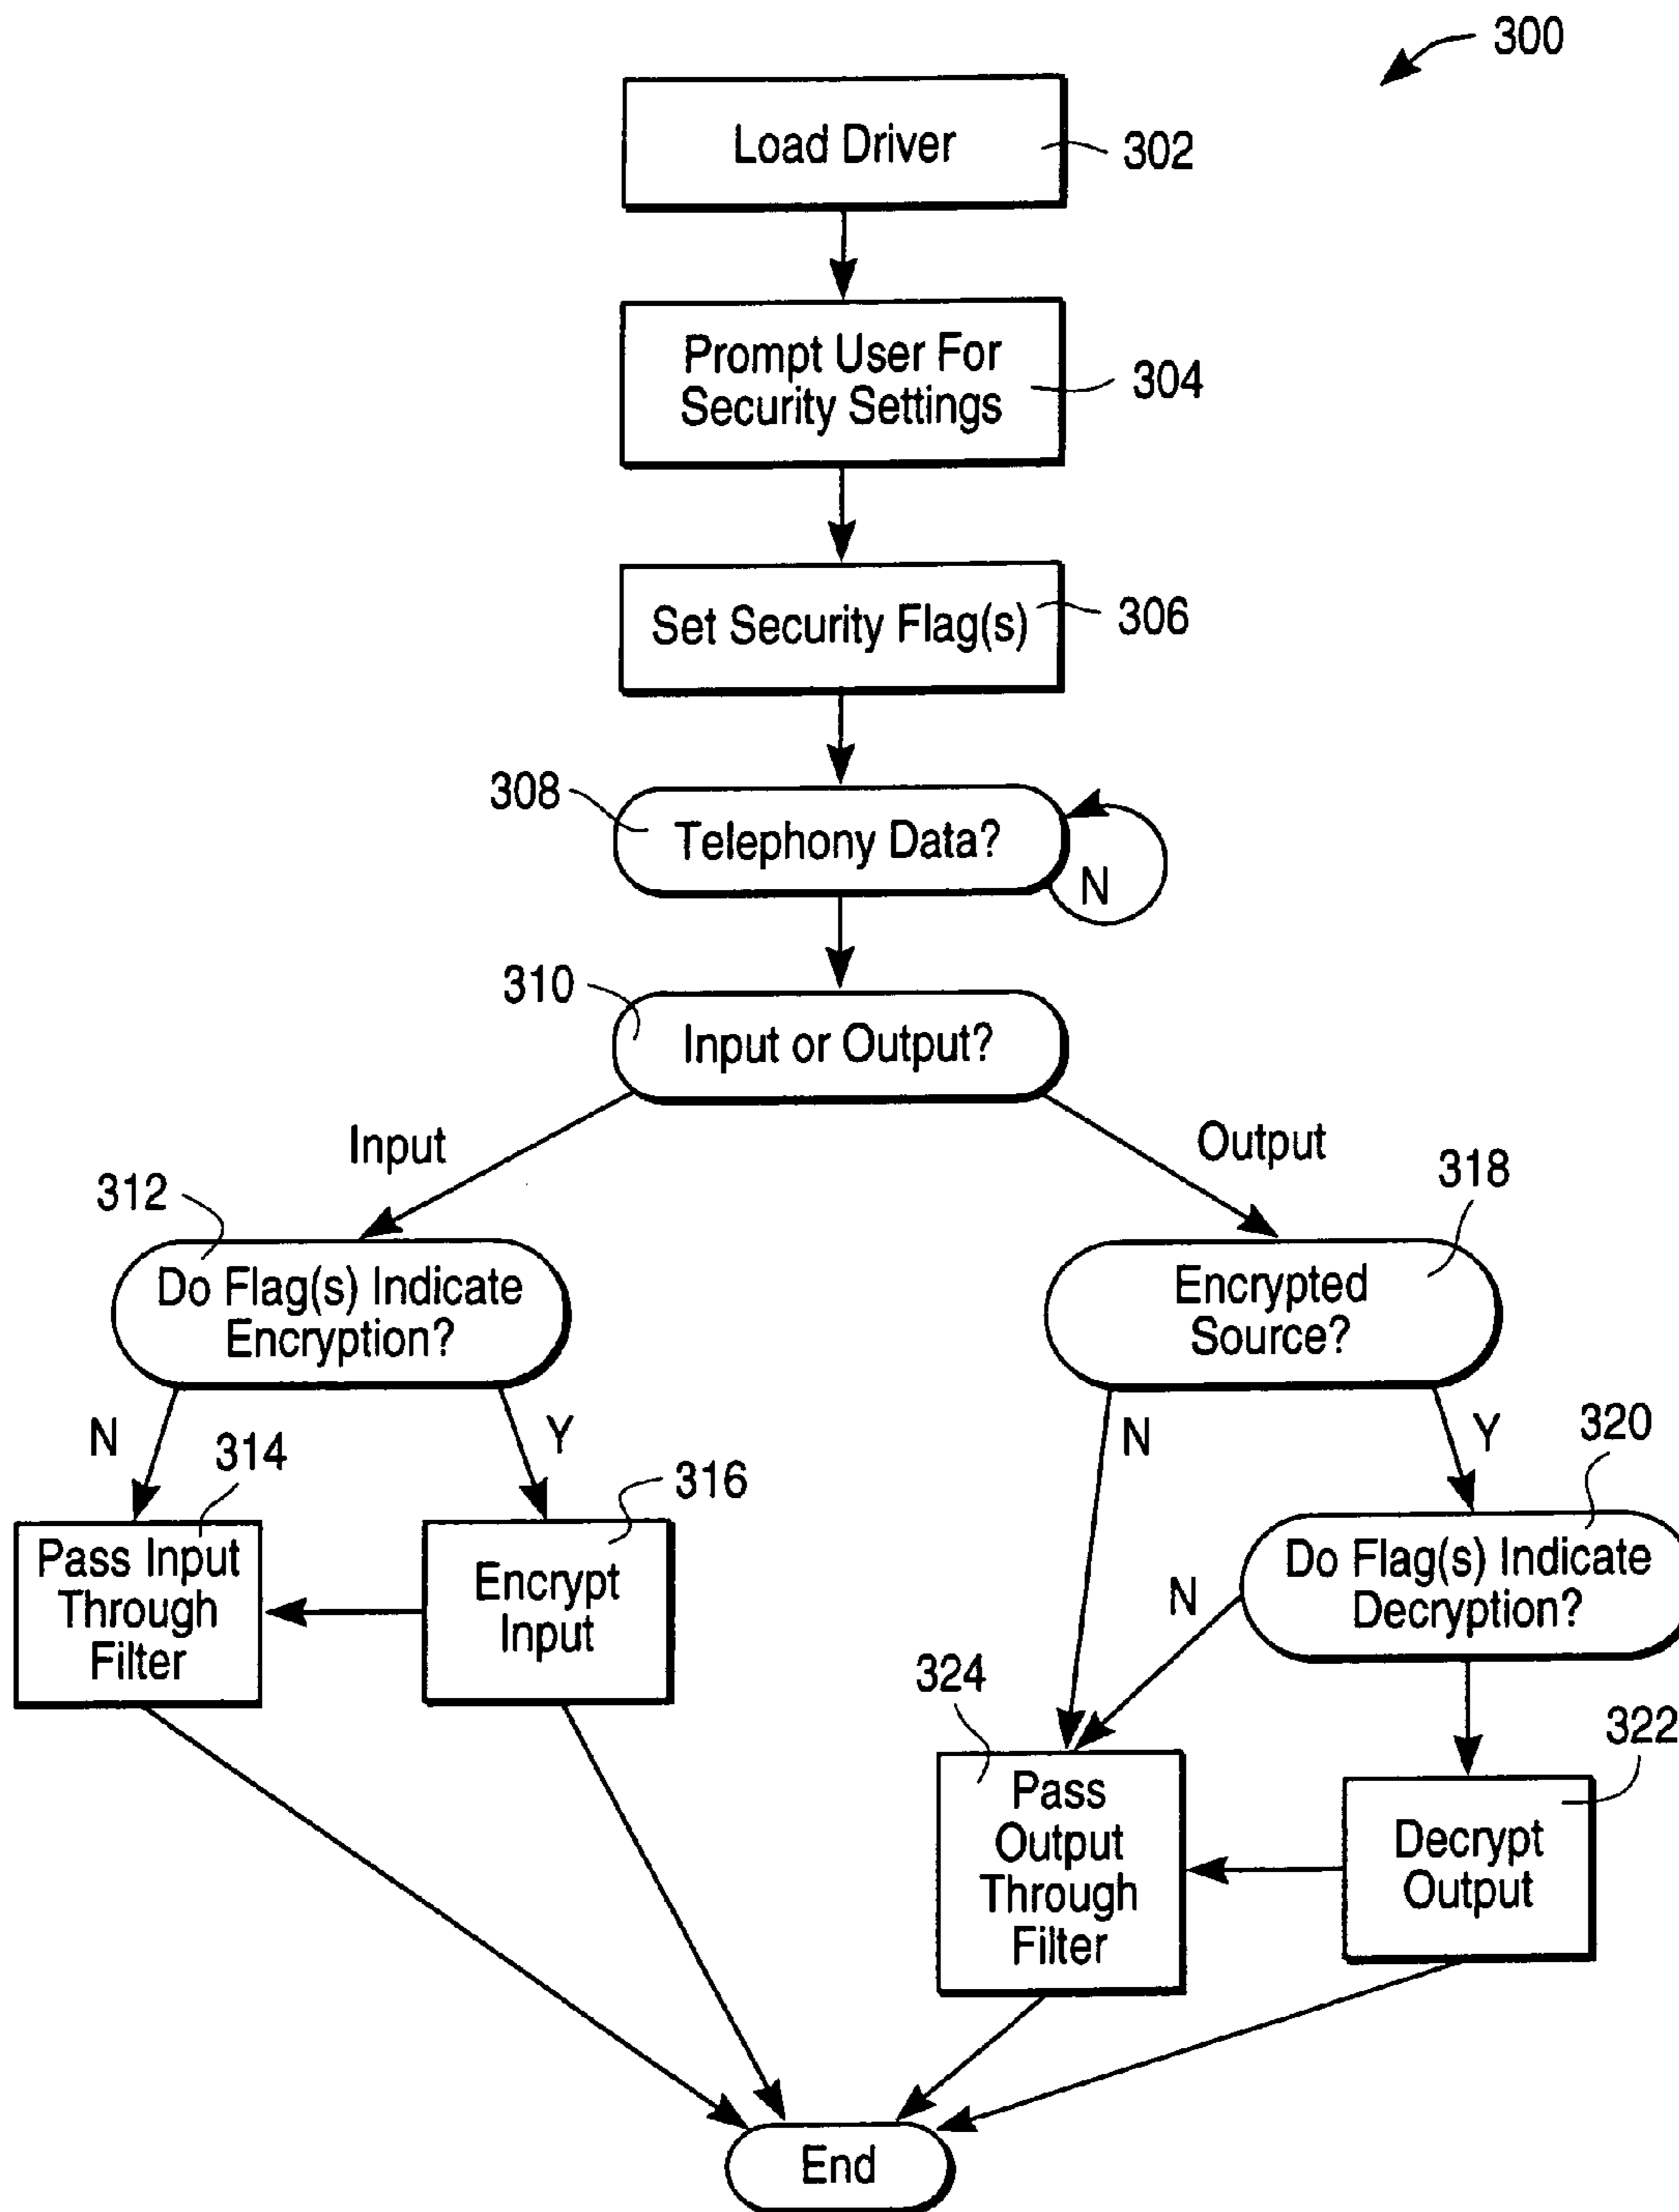 300
Load Driver
302
Prompt User For
Security Settings
304
Set Security Flag(s)
306
308
Telephony Data?
N
310
Input or Output?
Input
Output
312
318
Do Flag(s) Indicate
Encryption?
Encrypted
Source?
N
Y
N
Y
314
316
320
Pass Input
Through
Filter
Encrypt
Input
Do Flag(s) Indicate
Decryption?
N
324
322
Pass
Output
Through
Filter
Decrypt
Output
End